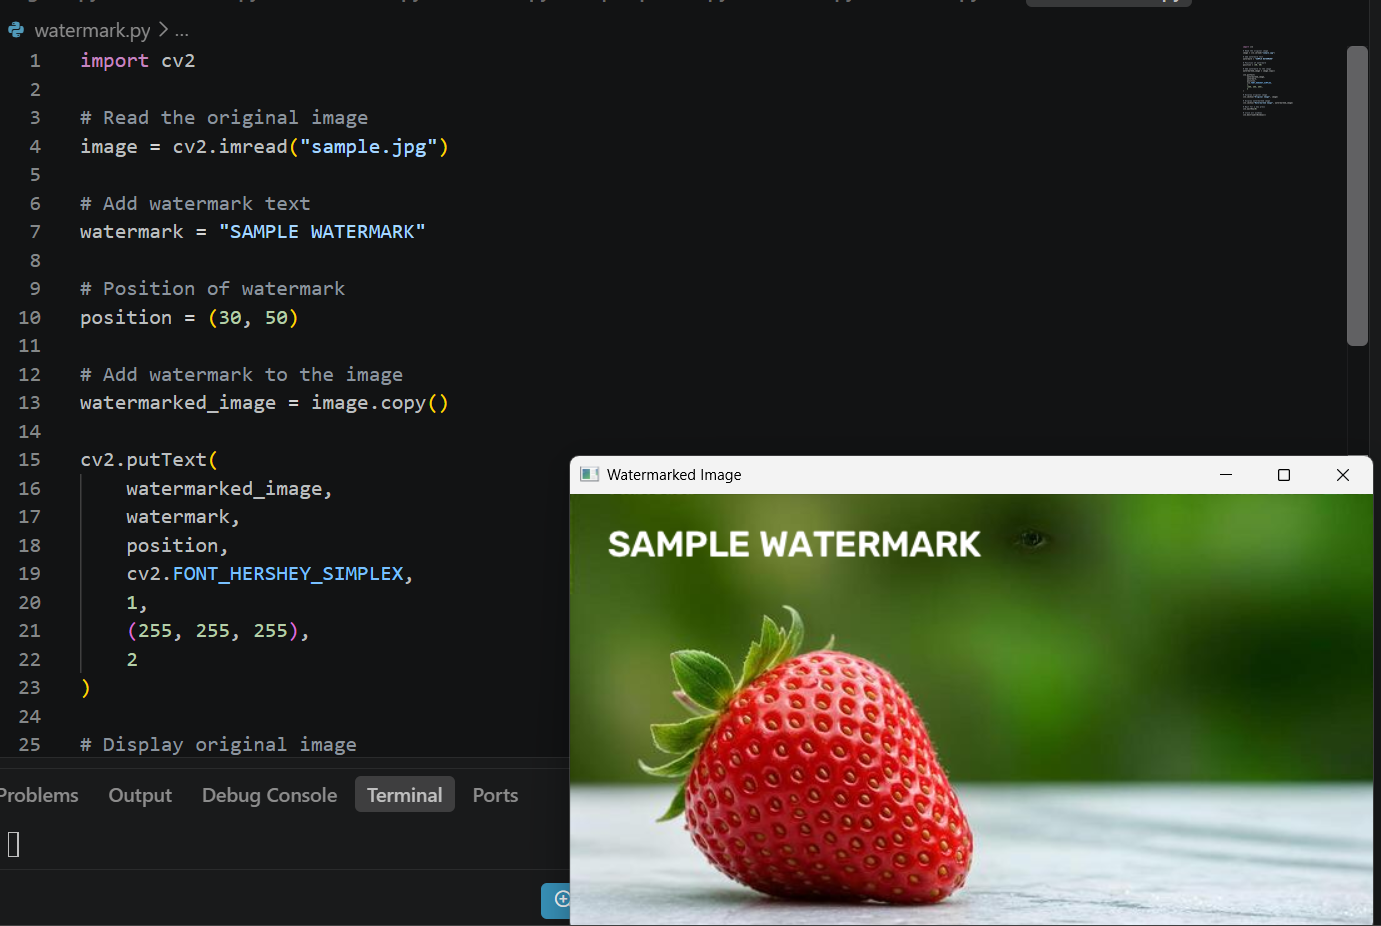 watermark.py > ...
1 import cv2
2
3 # Read the original image
4 image = cv2.imread("sample.jpg")
5
6 # Add watermark text
7 watermark = "SAMPLE WATERMARK"
8
9 # Position of watermark
10 position = (30, 50)
11
12 # Add watermark to the image
13 watermarked_image = image.copy()
14
15 cv2.putText(
16 watermarked_image,
17 watermark,
18 position,
19 cv2.FONT_HERSHEY_SIMPLEX,
20 1,
21 (255, 255, 255),
22 2
23 )
24
25 # Display original image
Problems Output Debug Console Terminal Ports
Watermarked Image
SAMPLE WATERMARK